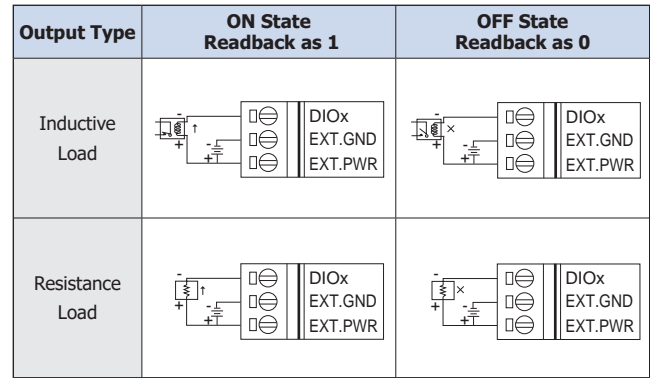 Output Type
ON State
Readback as 1
OFF State
Readback as 0
Inductive
Load
-
+
↑
-
+
DIOx
EXT.GND
EXT.PWR
-
+
×
-
+
DIOx
EXT.GND
EXT.PWR
Resistance
Load
-
+
↑
-
+
DIOx
EXT.GND
EXT.PWR
-
+
×
-
+
DIOx
EXT.GND
EXT.PWR